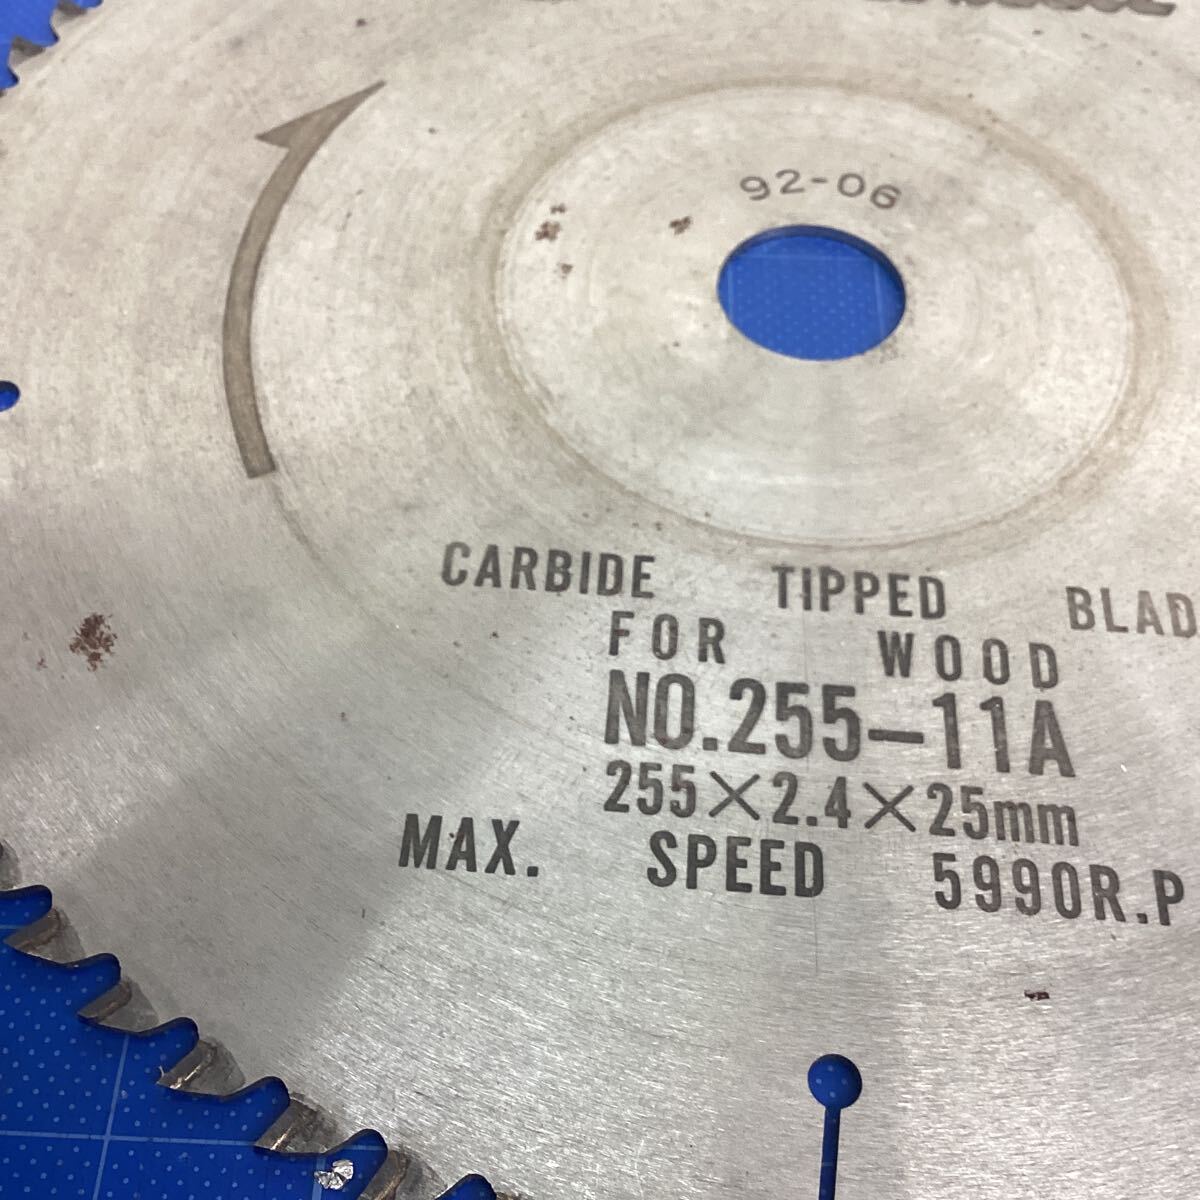 92-06
CARBIDE TIPPED BLAD
FOR WOOD
NO.255-11A
255×2.4×25mm
MAX. SPEED 5990R.P